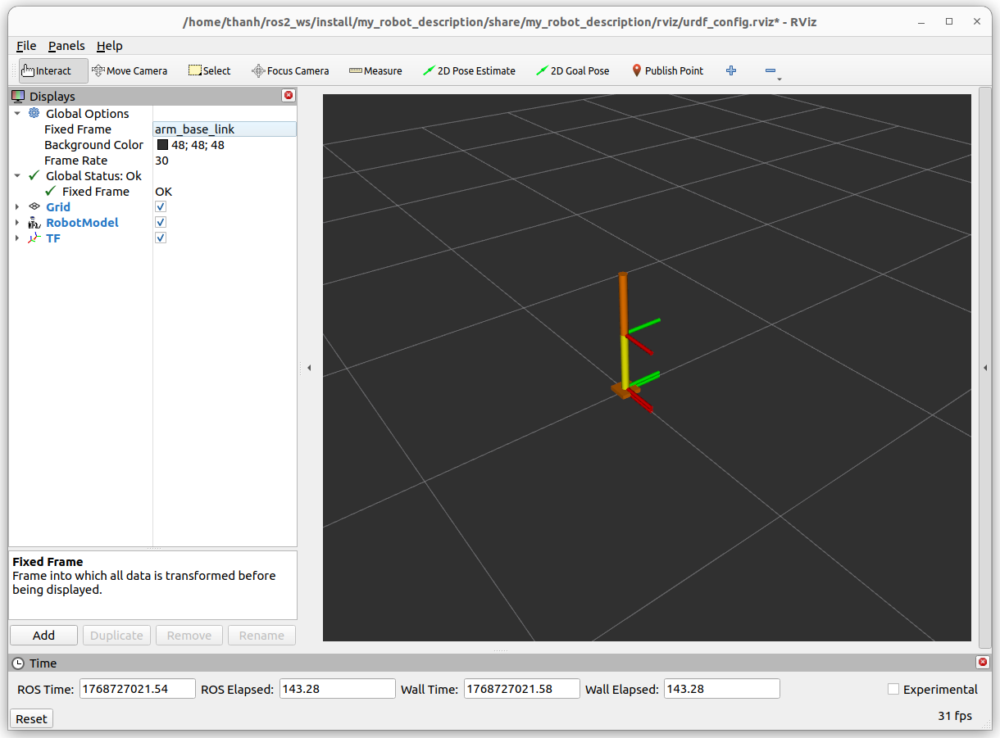 /home/thanh/ros2_ws/install/my_robot_description/share/my_robot_description/rviz/urdf_config.rviz* - RViz
File Panels Help
Interact Move Camera Select Focus Camera Measure 2D Pose Estimate 2D Goal Pose Publish Point
Displays
Global Options
Fixed Frame arm_base_link
Background Color 48; 48; 48
Frame Rate 30
Global Status: Ok
Fixed Frame OK
Grid
RobotModel
TF
Fixed Frame
Frame into which all data is transformed before
being displayed.
Add Duplicate Remove Rename
Time
ROS Time: 1768727021.54 ROS Elapsed: 143.28 Wall Time: 1768727021.58 Wall Elapsed: 143.28 Experimental
Reset 31 fps